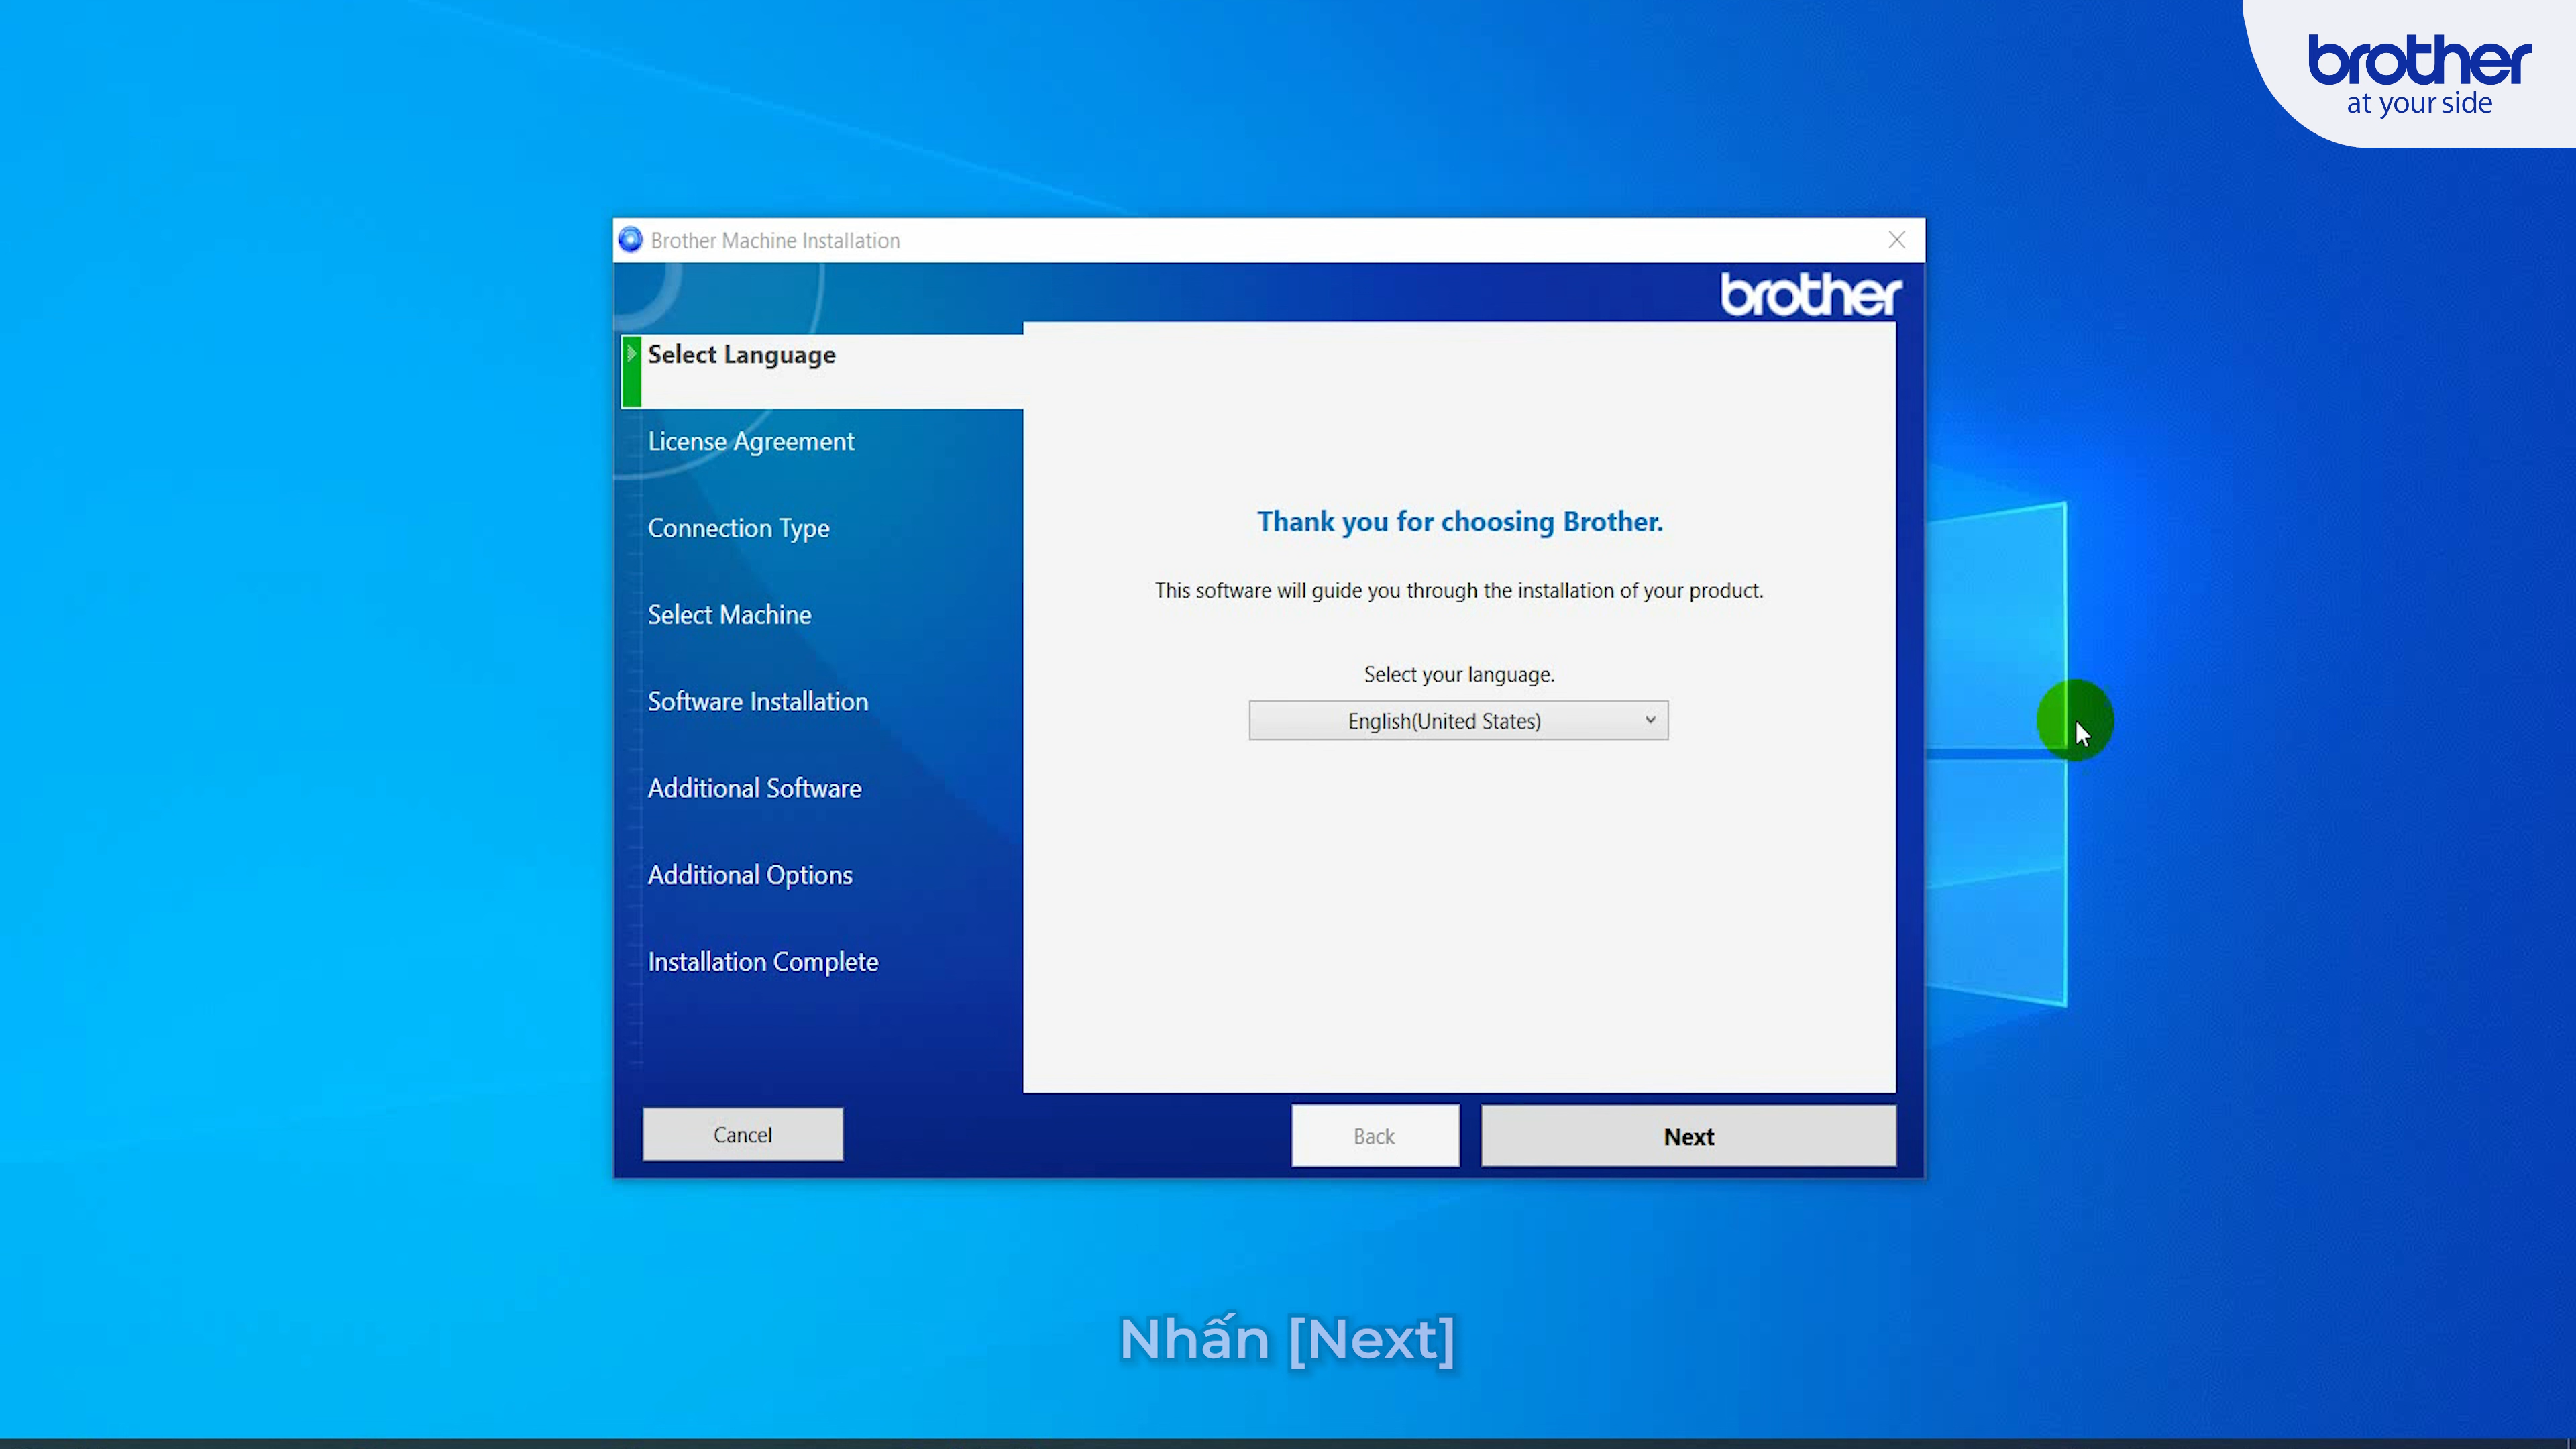 brother
at your side
Brother Machine Installation
brother
Select Language
License Agreement
Connection Type
Select Machine
Software Installation
Additional Software
Additional Options
Installation Complete
Thank you for choosing Brother.
This software will guide you through the installation of your product.
Select your language.
English(United States)
Cancel
Back
Next
Nhấn [Next]